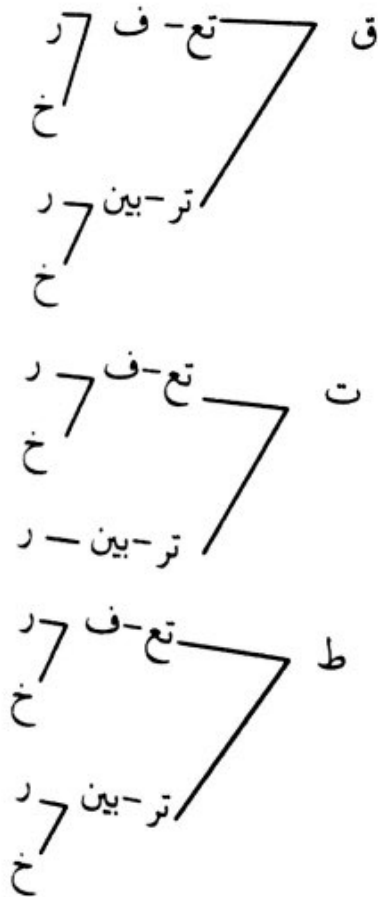 ق تع - ف ر
خ
تر - بين ر
خ
ت تع - ف ر
خ
تر - بين - ر
ط تع - ف ر
خ
تر - بين ر
خ